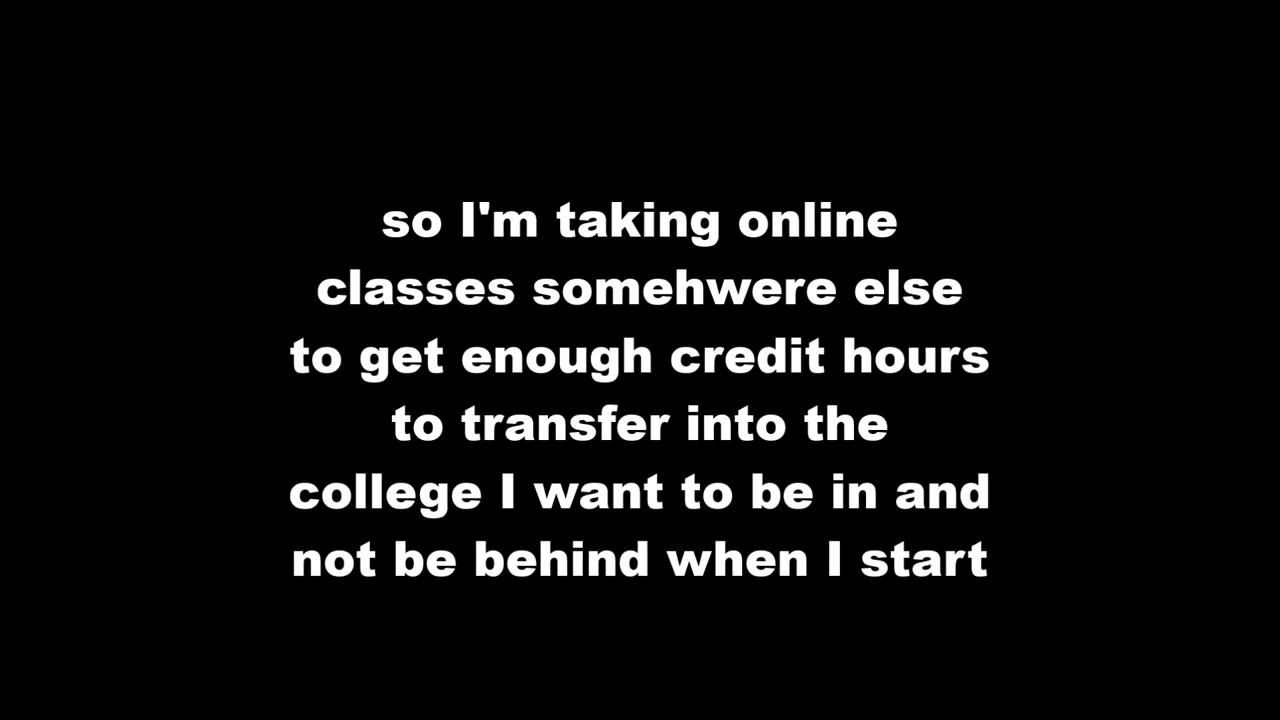 so I'm taking online
classes somehwere else
to get enough credit hours
to transfer into the
college I want to be in and
not be behind when I start